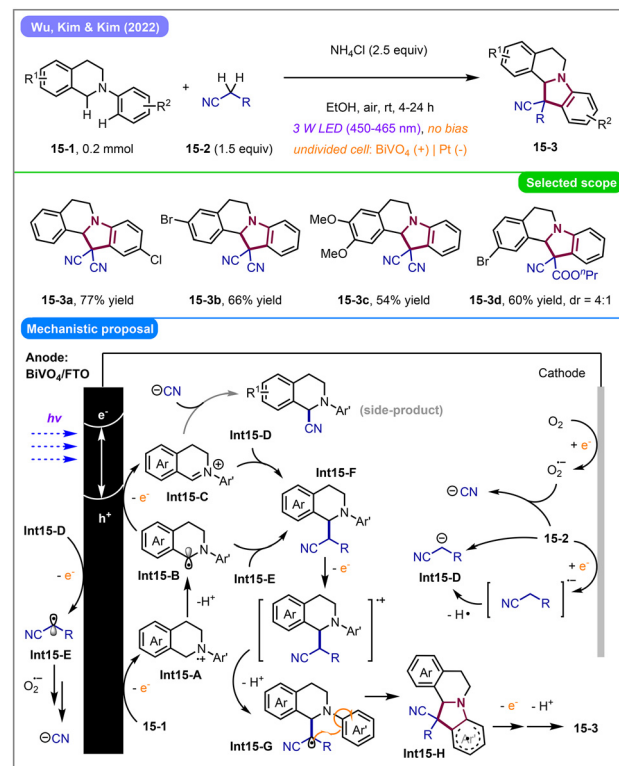 Wu, Kim & Kim (2022)
R¹
N
H
H
R²
15-1, 0.2 mmol
+
H H
NC R
15-2 (1.5 equiv)
NH₄Cl (2.5 equiv)
EtOH, air, rt, 4-24 h
3 W LED (450-465 nm), no bias
undivided cell: BiVO₄ (+) | Pt (-)
R¹
N
NC
R
R²
15-3
Selected scope
N
CN
CN
Cl
15-3a, 77% yield
Br
N
CN
CN
15-3b, 66% yield
MeO
MeO
N
CN
CN
15-3c, 54% yield
Br
N
CN
COOⁿPr
15-3d, 60% yield, dr = 4:1
Mechanistic proposal
Anode:
BiVO₄/FTO
Cathode
hv
e⁻
h⁺
⊖CN
R¹
N
Ar'
CN
(side-product)
Int15-D
Ar
N
⊕
Ar'
Int15-C
- e⁻
Int15-F
Ar
N
Ar'
NC R
Ar
N
Ar'
Int15-B
Int15-E
- H⁺
- e⁻
Int15-D
- e⁻
NC R
Int15-E
O₂•−
⊖CN
Ar
N
•+
Ar'
Int15-A
- e⁻
15-1
Ar
N
Ar'
NC R
•+
- H⁺
Ar
N
Ar'
NC R
Int15-G
Ar
N
NC
R
Ar'
Int15-H
- e⁻
- H⁺
15-3
O₂
+ e⁻
O₂•−
⊖CN
15-2
⊖
NC R
Int15-D
+ e⁻
NC R
•−
- H•